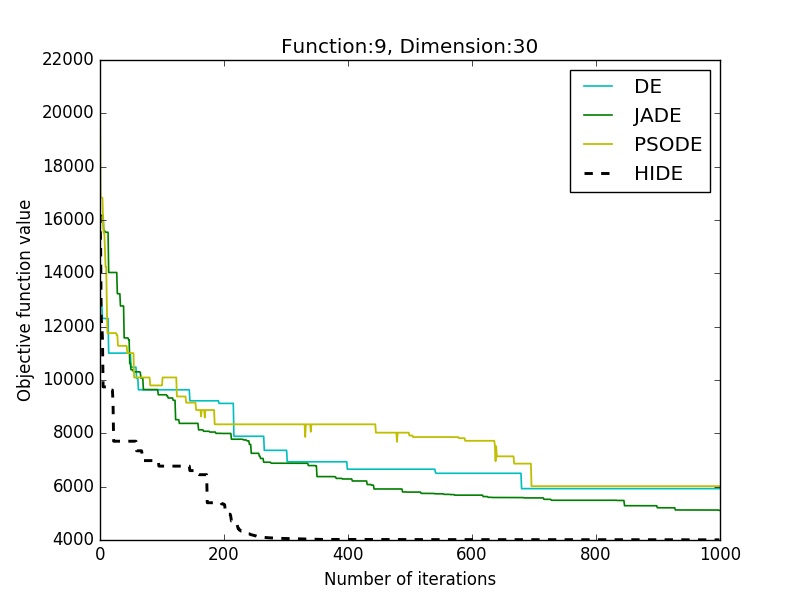 Function:9, Dimension:30
22000
20000
18000
16000
14000
12000
10000
8000
6000
4000
Objective function value
DE
JADE
PSODE
HIDE
0
200
400
600
800
1000
Number of iterations